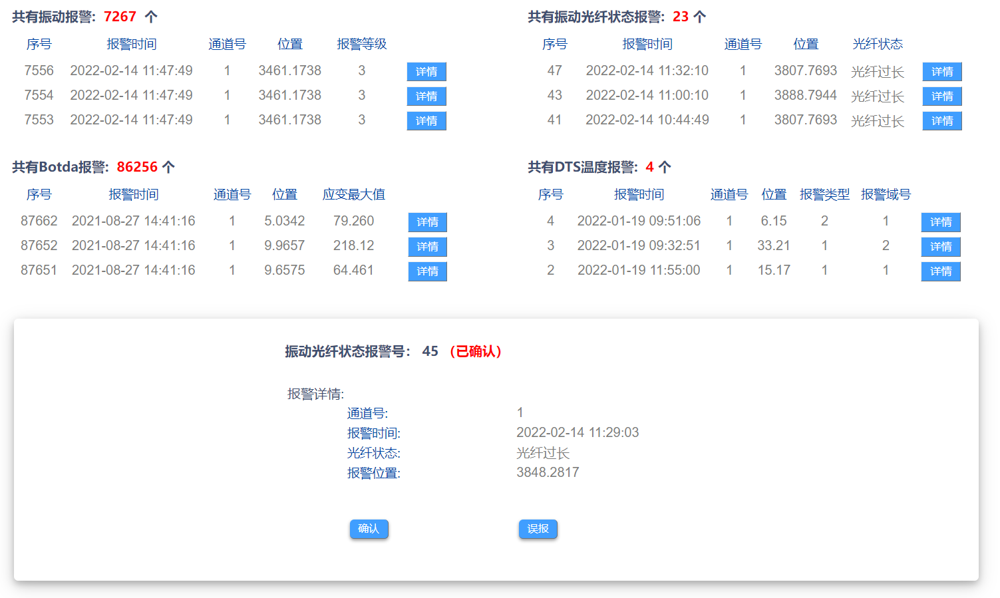 共有振动报警: 7267 个
序号 报警时间 通道号 位置 报警等级
7556 2022-02-14 11:47:49 1 3461.1738 3 详情
7554 2022-02-14 11:47:49 1 3461.1738 3 详情
7553 2022-02-14 11:47:49 1 3461.1738 3 详情
共有振动光纤状态报警: 23 个
序号 报警时间 通道号 位置 光纤状态
47 2022-02-14 11:32:10 1 3807.7693 光纤过长 详情
43 2022-02-14 11:00:10 1 3888.7944 光纤过长 详情
41 2022-02-14 10:44:49 1 3807.7693 光纤过长 详情
共有Botda报警: 86256 个
序号 报警时间 通道号 位置 应变最大值
87662 2021-08-27 14:41:16 1 5.0342 79.260 详情
87652 2021-08-27 14:41:16 1 9.9657 218.12 详情
87651 2021-08-27 14:41:16 1 9.6575 64.461 详情
共有DTS温度报警: 4 个
序号 报警时间 通道号 位置 报警类型 报警域号
4 2022-01-19 09:51:06 1 6.15 2 1 详情
3 2022-01-19 09:32:51 1 33.21 1 2 详情
2 2022-01-19 11:55:00 1 15.17 1 1 详情
振动光纤状态报警号： 45 （已确认）
报警详情:
通道号: 1
报警时间: 2022-02-14 11:29:03
光纤状态: 光纤过长
报警位置: 3848.2817
确认 误报